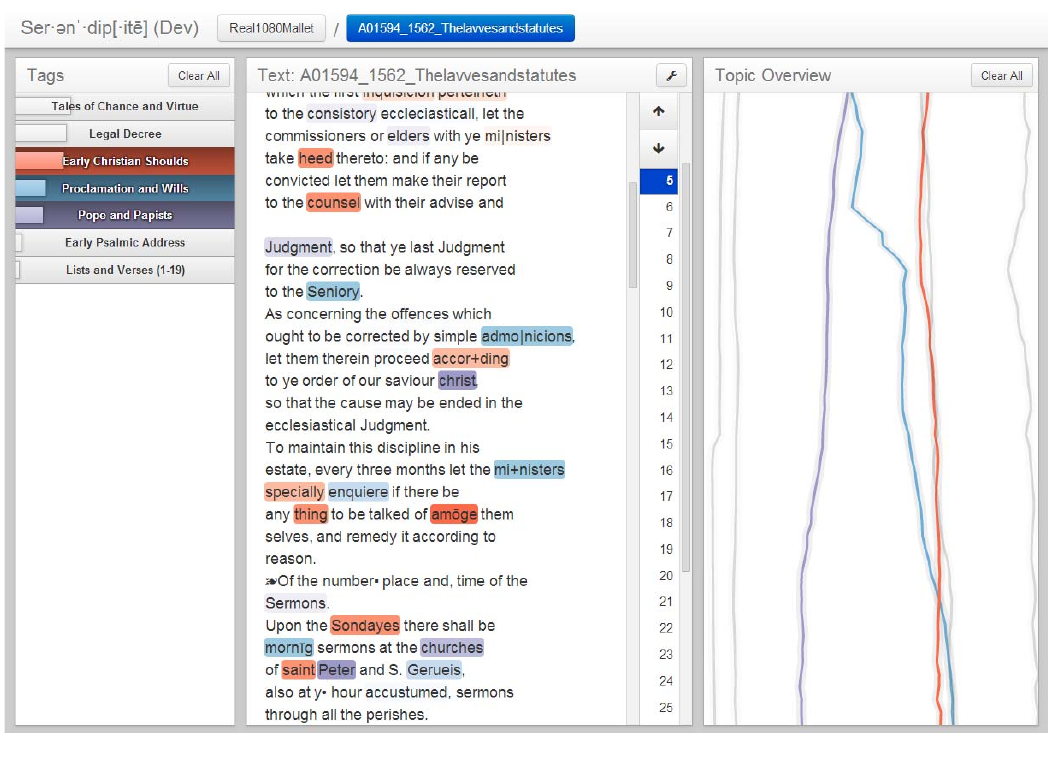 Ser·ən'·dip[·itē] (Dev)
Real1080Mallet / A01594_1562_Thelavvesandstatutes
Tags
Clear All
Tales of Chance and Virtue
Legal Decree
Early Christian Shoulds
Proclamation and Wills
Pope and Papists
Early Psalmic Address
Lists and Verses (1-19)
Text: A01594_1562_Thelavvesandstatutes
which the first inquisicion perteineth
to the consistory eccleciasticall, let the
commissioners or elders with ye mi|nisters
take heed thereto: and if any be
convicted let them make their report
to the counsel with their advise and
Judgment, so that ye last Judgment
for the correction be always reserved
to the Seniory.
As concerning the offences which
ought to be corrected by simple admo|nicions,
let them therein proceed accor+ding
to ye order of our saviour christ,
so that the cause may be ended in the
ecclesiastical Judgment.
To maintain this discipline in his
estate, every three months let the mi+nisters
specially enquiere if there be
any thing to be talked of amōge them
selves, and remedy it according to
reason.
❧Of the number▪ place and, time of the
Sermons.
Upon the Sondayes there shall be
mornīg sermons at the churches
of saint Peter and S. Gerueis,
also at y• hour accustumed, sermons
through all the perishes.
5
6
7
8
9
10
11
12
13
14
15
16
17
18
19
20
21
22
23
24
25
Topic Overview
Clear All